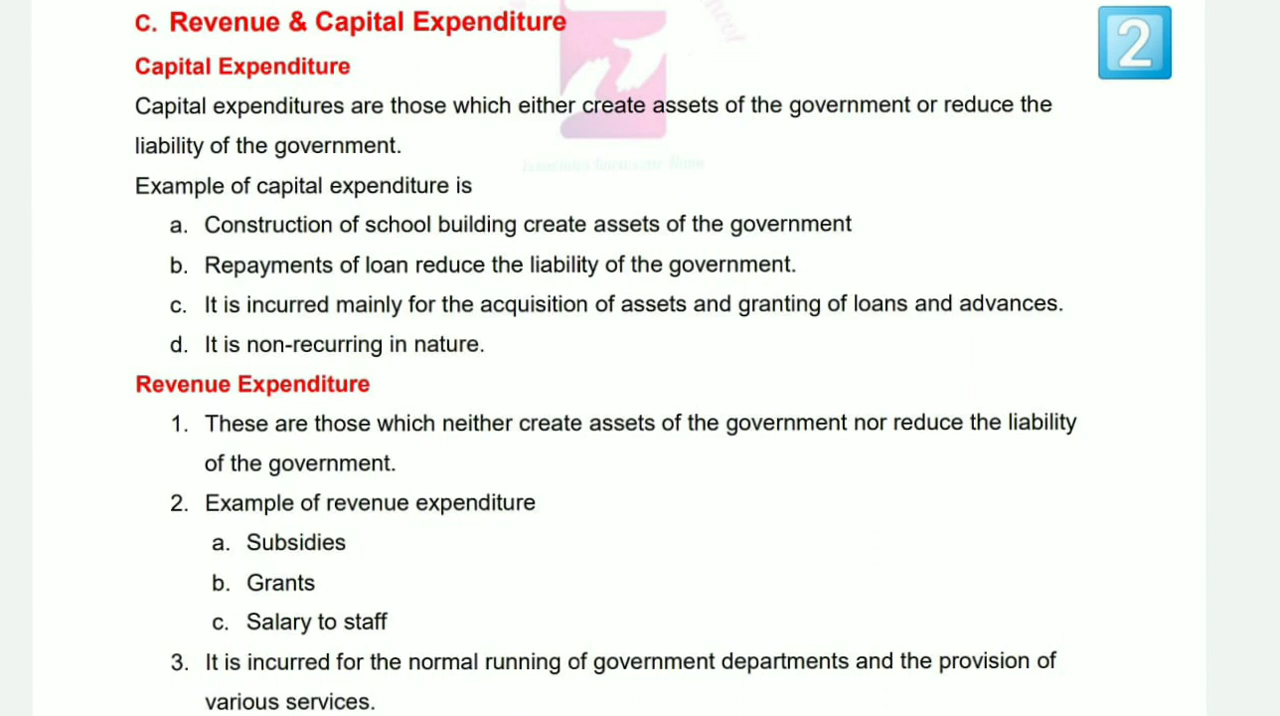 C. Revenue & Capital Expenditure
2
Capital Expenditure
Capital expenditures are those which either create assets of the government or reduce the
liability of the government.
Example of capital expenditure is
a. Construction of school building create assets of the government
b. Repayments of loan reduce the liability of the government.
c. It is incurred mainly for the acquisition of assets and granting of loans and advances.
d. It is non-recurring in nature.
Revenue Expenditure
1. These are those which neither create assets of the government nor reduce the liability
of the government.
2. Example of revenue expenditure
a. Subsidies
b. Grants
c. Salary to staff
3. It is incurred for the normal running of government departments and the provision of
various services.